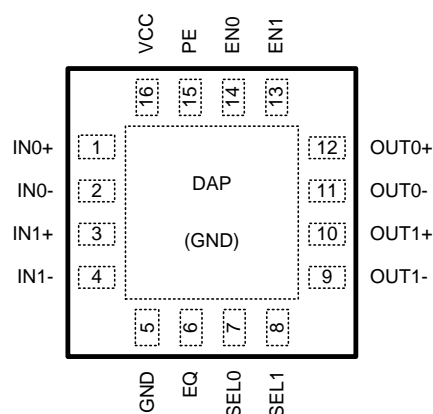 VCC
PE
EN0
EN1
16
15
14
13
IN0+
1
IN0-
2
IN1+
3
IN1-
4
DAP
(GND)
12
OUT0+
11
OUT0-
10
OUT1+
9
OUT1-
5
6
7
8
GND
EQ
SEL0
SEL1